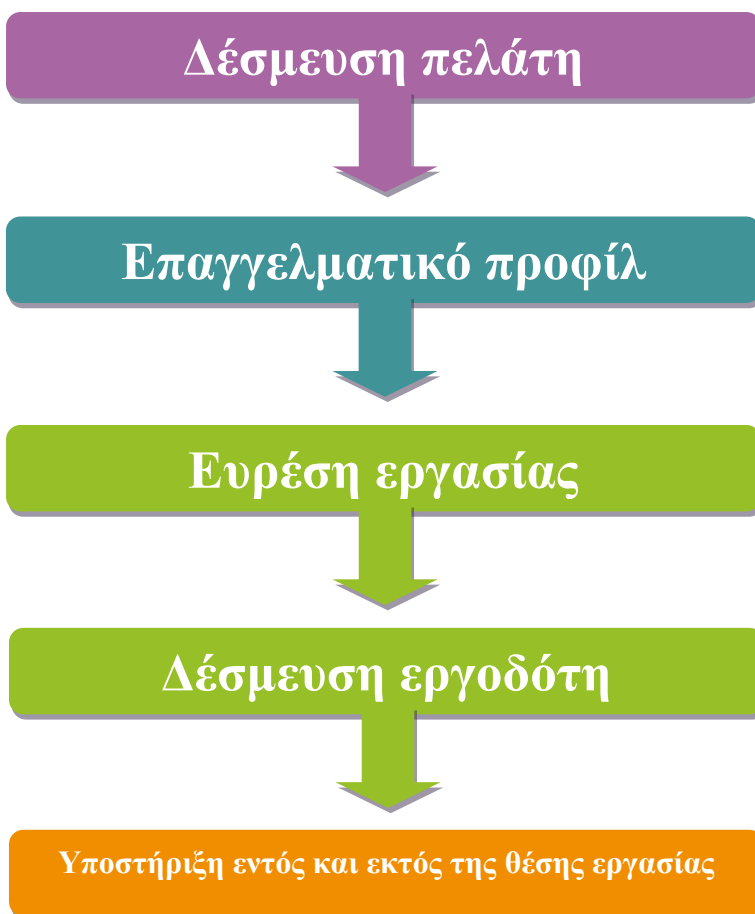 Δέσμευση πελάτη
Επαγγελματικό προφίλ
Ευρέση εργασίας
Δέσμευση εργοδότη
Υποστήριξη εντός και εκτός της θέσης εργασίας